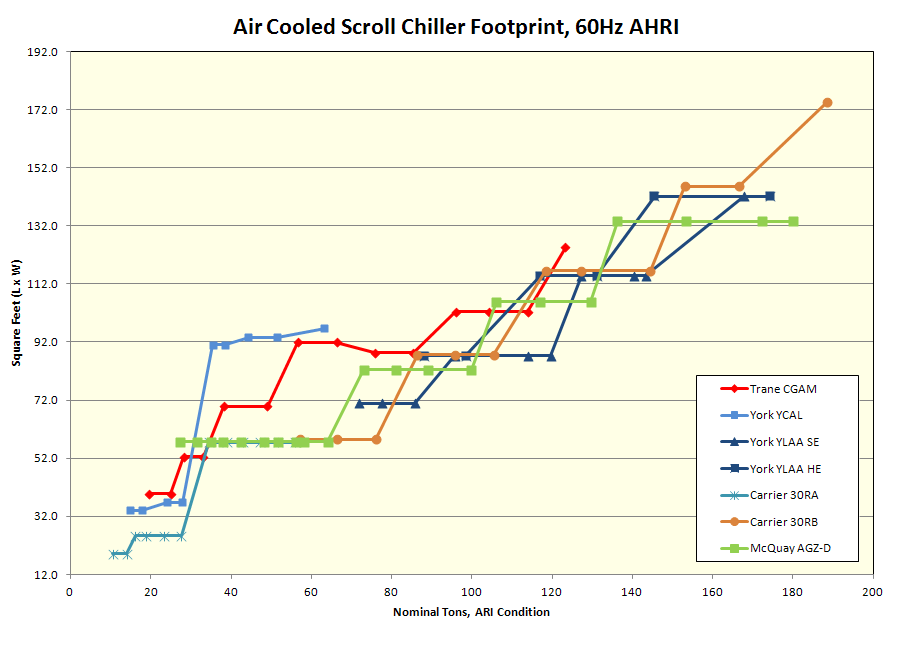 Air Cooled Scroll Chiller Footprint, 60Hz AHRI
192.0
172.0
152.0
132.0
112.0
92.0
72.0
52.0
32.0
12.0
Square Feet (L x W)
0 20 40 60 80 100 120 140 160 180 200
Nominal Tons, ARI Condition
Trane CGAM
York YCAL
York YLAA SE
York YLAA HE
Carrier 30RA
Carrier 30RB
McQuay AGZ-D